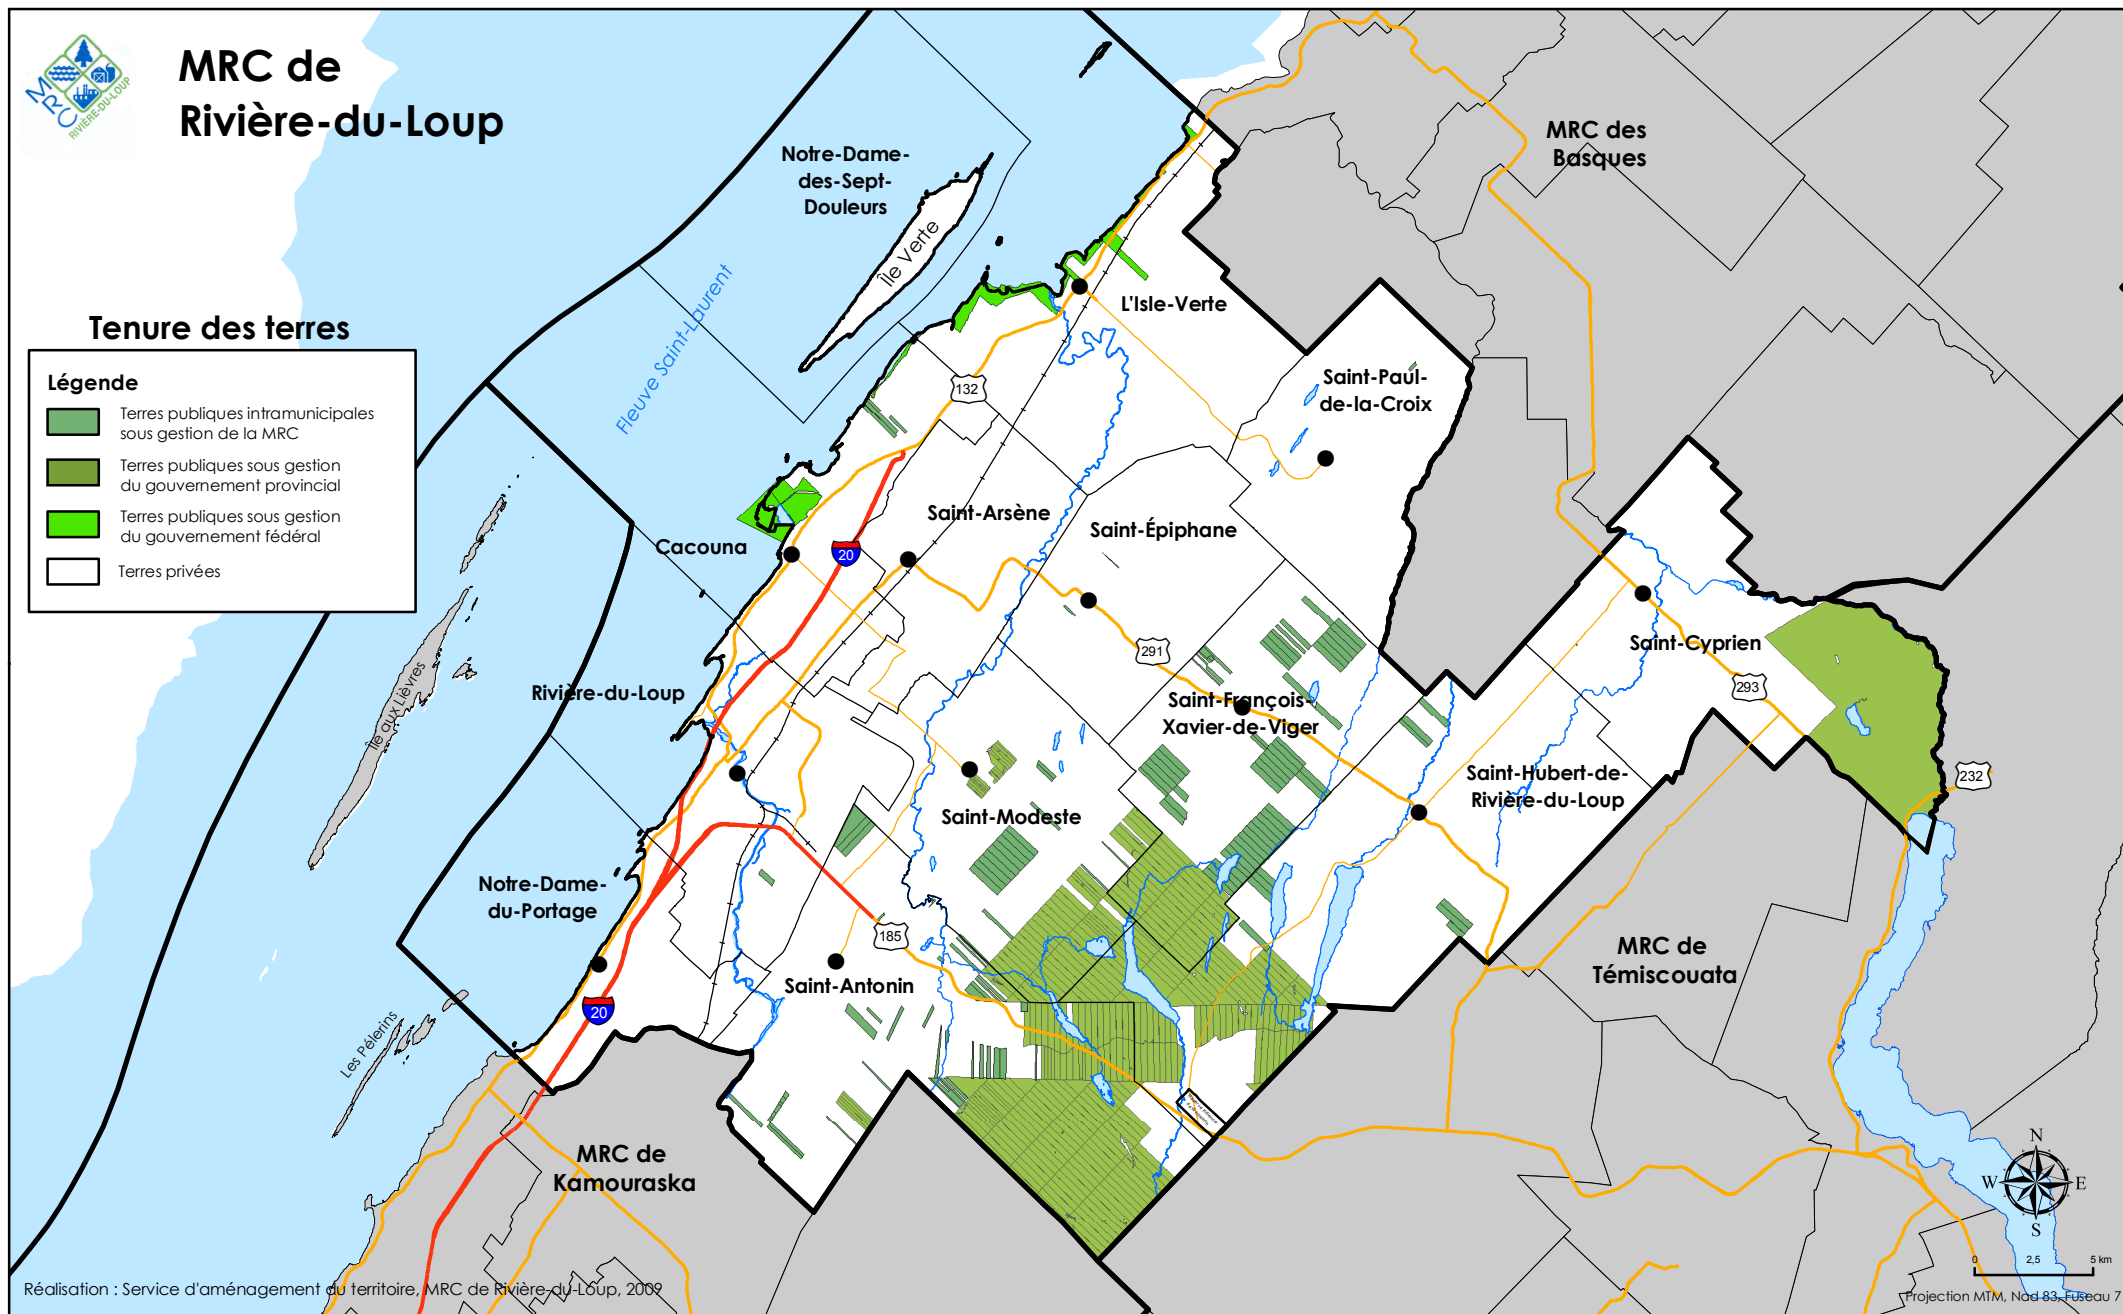 MRC de
Rivière-du-Loup
MRC
RIVIÈRE-DU-LOUP
Tenure des terres
Légende
Terres publiques intramunicipales
sous gestion de la MRC
Terres publiques sous gestion
du gouvernement provincial
Terres publiques sous gestion
du gouvernement fédéral
Terres privées
Notre-Dame-
des-Sept-
Douleurs
Île Verte
Fleuve Saint-Laurent
MRC des
Basques
L'Isle-Verte
132
Saint-Paul-
de-la-Croix
Saint-Arsène
Saint-Épiphane
Cacouna
20
291
Saint-Cyprien
293
Rivière-du-Loup
Île aux Lièvres
Saint-François-
Xavier-de-Viger
Saint-Hubert-de-
Rivière-du-Loup
232
Saint-Modeste
Notre-Dame-
du-Portage
185
MRC de
Témiscouata
Saint-Antonin
20
Les Pélerins
MRC de
Kamouraska
N
W
E
S
0 2,5 5 km
Réalisation : Service d'aménagement du territoire, MRC de Rivière-du-Loup, 2009
Projection MTM, Nad 83, Fuseau 7